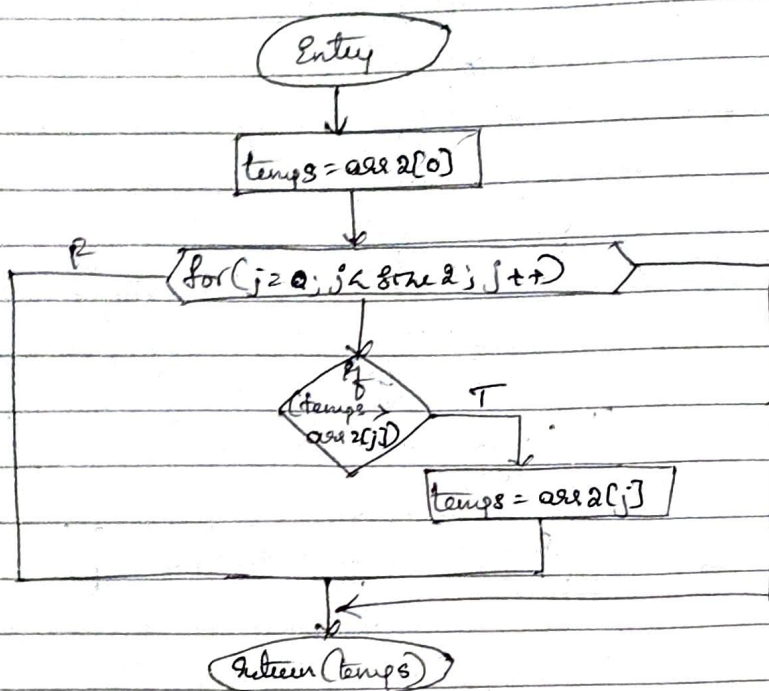 Entry
temps = arr2[0]
F
for(j=0; j< size2; j++)
if
(temps >
arr2[j])
T
temps = arr2[j]
return (temps)